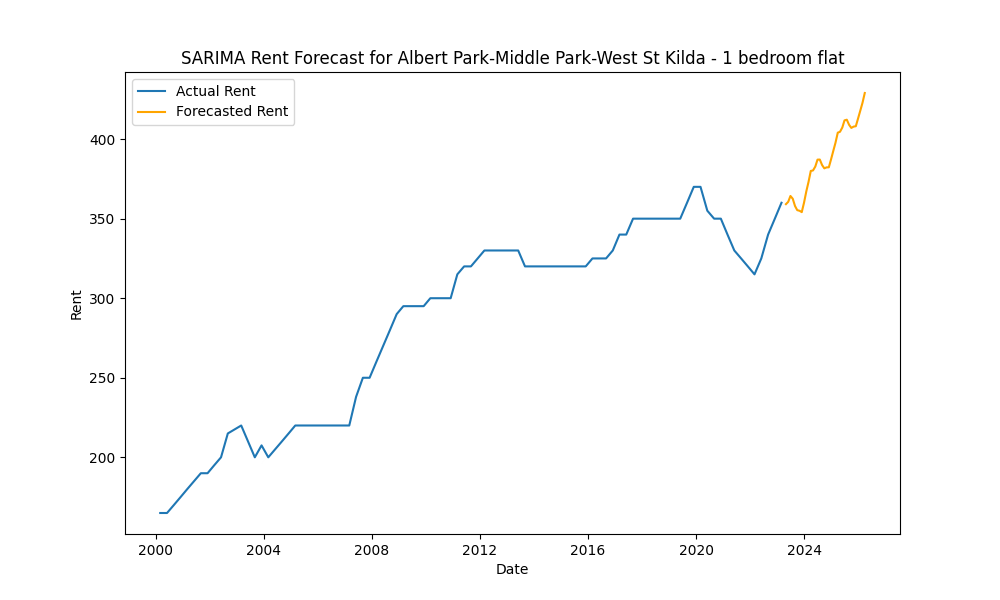 SARIMA Rent Forecast for Albert Park-Middle Park-West St Kilda - 1 bedroom flat
Actual Rent
Forecasted Rent
400
350
300
250
200
Rent
2000 2004 2008 2012 2016 2020 2024
Date